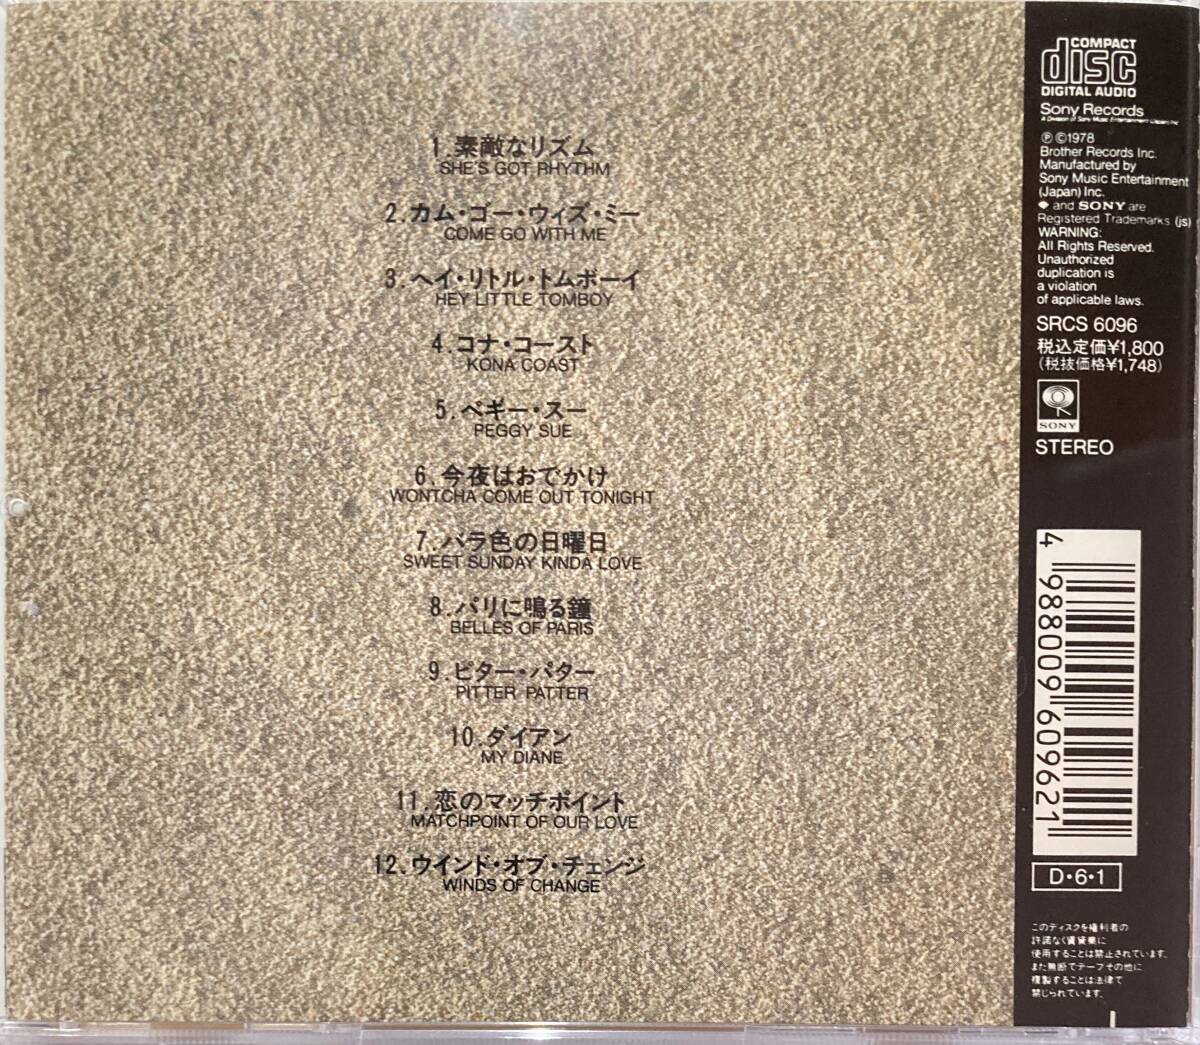 1.素敵なリズム
SHE'S GOT RHYTHM
2.カム・ゴー・ウィズ・ミー
COME GO WITH ME
3.ヘイ・リトル・トムボーイ
HEY LITTLE TOMBOY
4.コナ・コースト
KONA COAST
5.ペギー・スー
PEGGY SUE
6.今夜はおでかけ
WONTCHA COME OUT TONIGHT
7.バラ色の日曜日
SWEET SUNDAY KINDA LOVE
8.パリに鳴る鐘
BELLES OF PARIS
9 ピター・パター
PITTER PATTER
10.ダイアン
MY DIANE
11.恋のマッチポイント
MATCHPOINT OF OUR LOVE
12.ウインド・オブ・チェンジ
WINDS OF CHANGE
COMPACT
disc
DIGITAL AUDIO
Sony Records
A Division of Sony Music Entertainment (Japan) Inc.
Ⓟ©1978
Brother Records Inc.
Manufactured by
Sony Music Entertainment
(Japan) Inc.
and SONY are
Registered Trademarks (js)
WARNING:
All Rights Reserved.
Unauthorized
duplication is
a violation
of applicable laws.
SRCS 6096
税込定価¥1,800
(税抜価格¥1,748)
SONY
STEREO
4 988009 609621
D・6・1
このディスクを権利者の
許諾なく賃貸業に
使用することは禁止されています。
また無断でテープその他に
複製することは法律で
禁じられています。